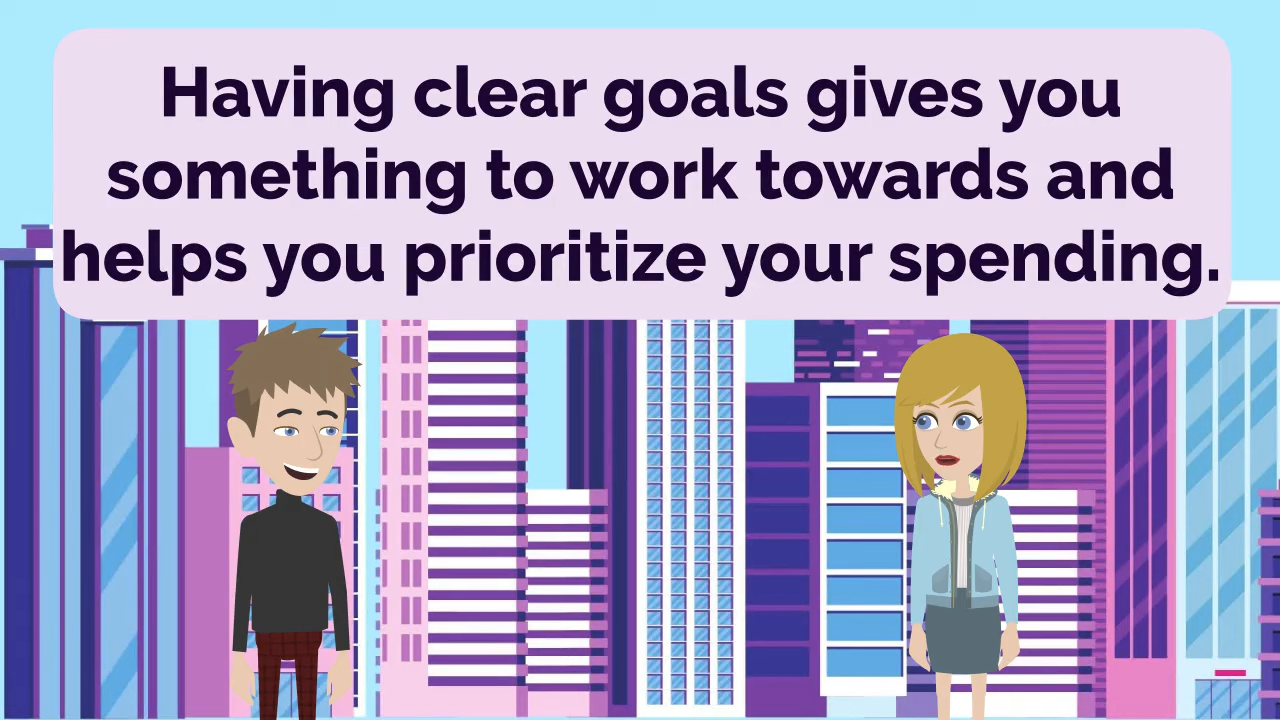 Having clear goals gives you
something to work towards and
helps you prioritize your spending.